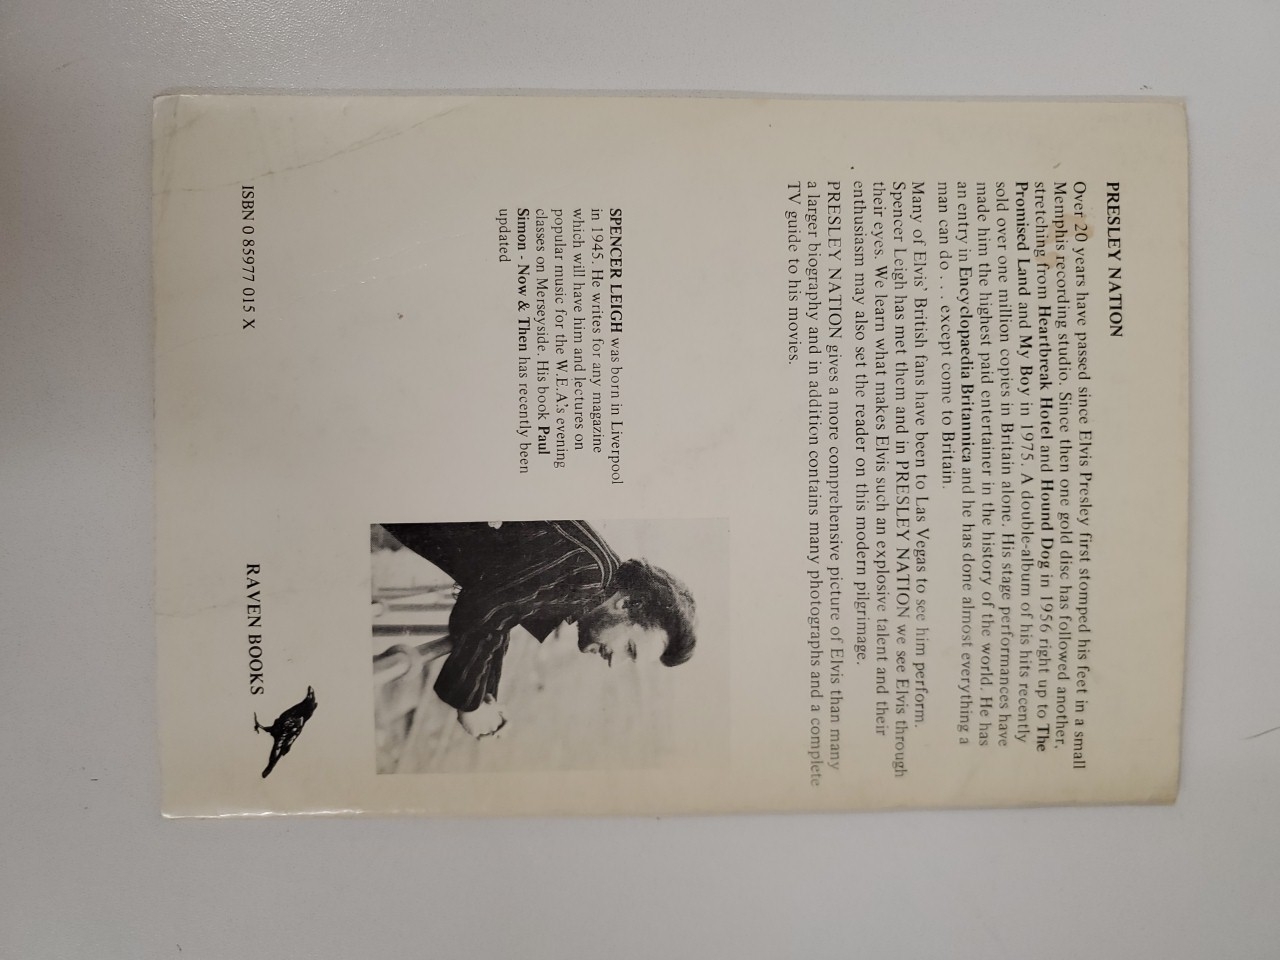 PRESLEY NATION
Over 20 years have passed since Elvis Presley first stomped his feet in a small
Memphis recording studio. Since then one gold disc has followed another,
stretching from Heartbreak Hotel and Hound Dog in 1956 right up to The
Promised Land and My Boy in 1975. A double-album of his hits recently
sold over one million copies in Britain alone. His stage performances have
made him the highest paid entertainer in the history of the world. He has
an entry in Encyclopaedia Britannica and he has done almost everything a
man can do . . . except come to Britain.
Many of Elvis' British fans have been to Las Vegas to see him perform.
Spencer Leigh has met them and in PRESLEY NATION we see Elvis through
their eyes. We learn what makes Elvis such an explosive talent and their
enthusiasm may also set the reader on this modern pilgrimage.
PRESLEY NATION gives a more comprehensive picture of Elvis than many
a larger biography and in addition contains many photographs and a complete
TV guide to his movies.
SPENCER LEIGH was born in Liverpool
in 1945. He writes for any magazine
which will have him and lectures on
popular music for the W.E.A.'s evening
classes on Merseyside. His book Paul
Simon - Now & Then has recently been
updated
ISBN 0 85977 015 X
RAVEN BOOKS